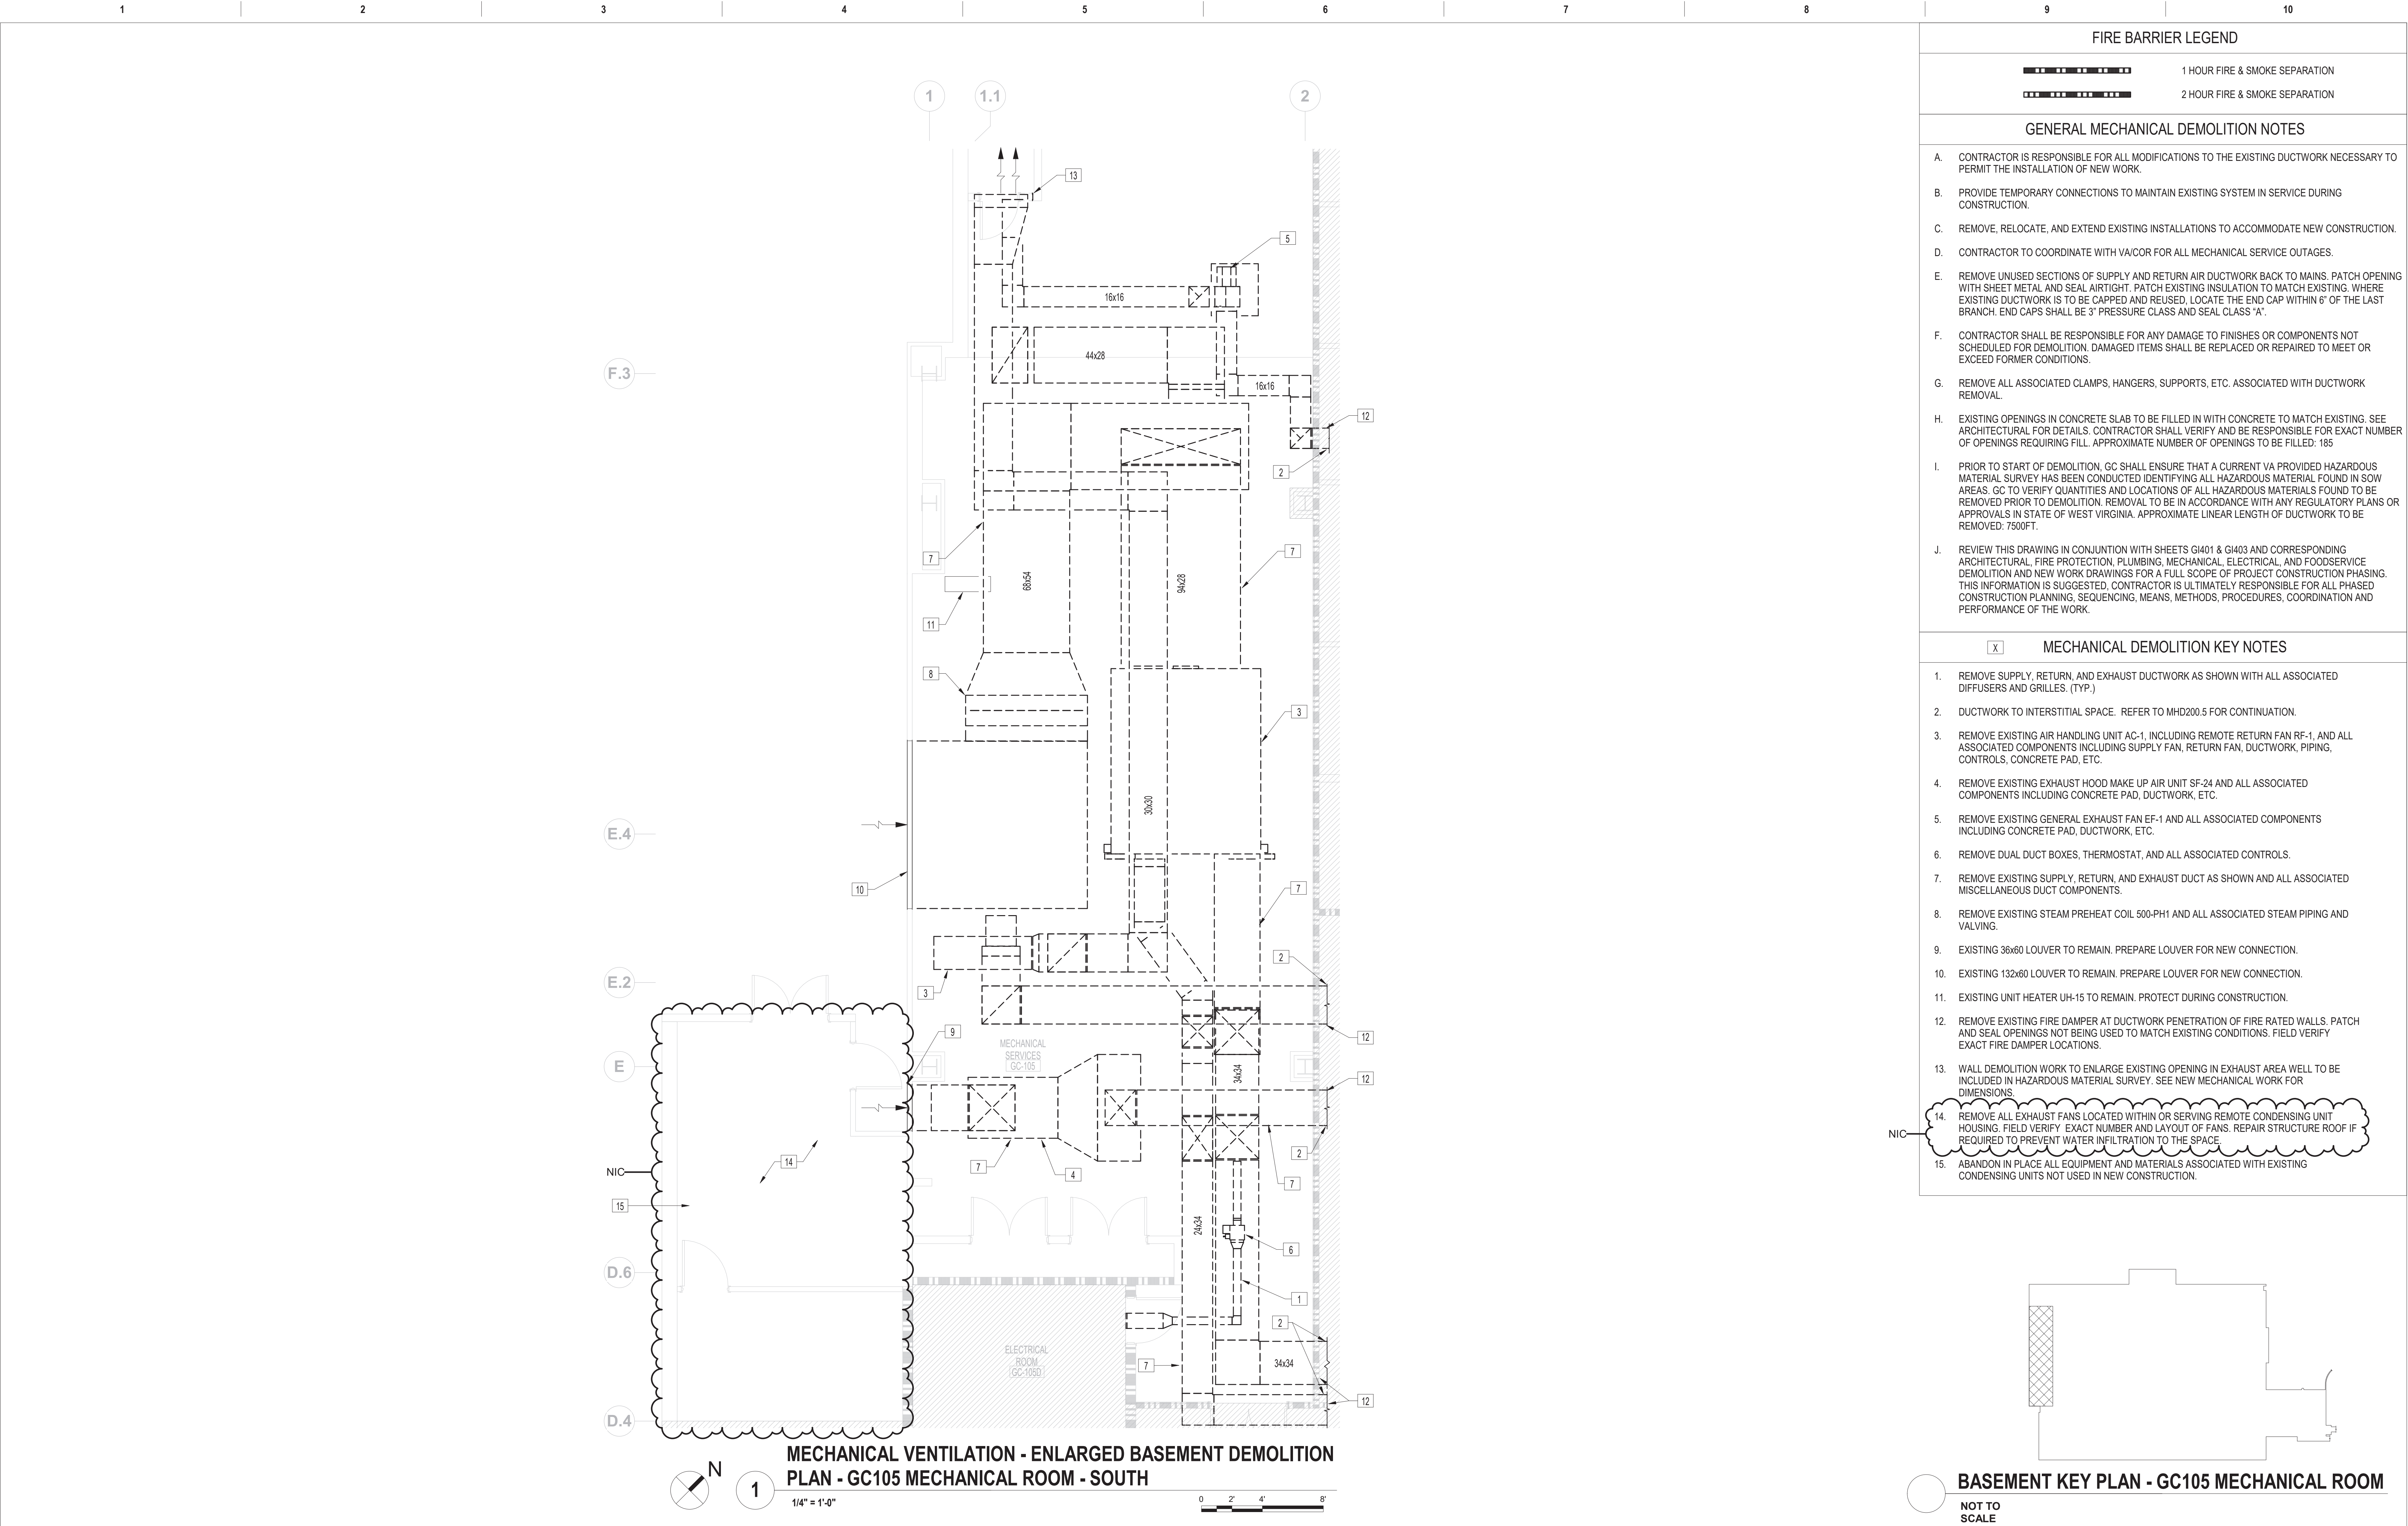 1 2 3 4 5 6 7 8 9 10
FIRE BARRIER LEGEND
1 HOUR FIRE & SMOKE SEPARATION
2 HOUR FIRE & SMOKE SEPARATION
GENERAL MECHANICAL DEMOLITION NOTES
A. CONTRACTOR IS RESPONSIBLE FOR ALL MODIFICATIONS TO THE EXISTING DUCTWORK NECESSARY TO
PERMIT THE INSTALLATION OF NEW WORK.
B. PROVIDE TEMPORARY CONNECTIONS TO MAINTAIN EXISTING SYSTEM IN SERVICE DURING
CONSTRUCTION.
C. REMOVE, RELOCATE, AND EXTEND EXISTING INSTALLATIONS TO ACCOMMODATE NEW CONSTRUCTION.
D. CONTRACTOR TO COORDINATE WITH VA/COR FOR ALL MECHANICAL SERVICE OUTAGES.
E. REMOVE UNUSED SECTIONS OF SUPPLY AND RETURN AIR DUCTWORK BACK TO MAINS. PATCH OPENING
WITH SHEET METAL AND SEAL AIRTIGHT. PATCH EXISTING INSULATION TO MATCH EXISTING. WHERE
EXISTING DUCTWORK IS TO BE CAPPED AND REUSED, LOCATE THE END CAP WITHIN 6" OF THE LAST
BRANCH. END CAPS SHALL BE 3" PRESSURE CLASS AND SEAL CLASS “A”.
F. CONTRACTOR SHALL BE RESPONSIBLE FOR ANY DAMAGE TO FINISHES OR COMPONENTS NOT
SCHEDULED FOR DEMOLITION. DAMAGED ITEMS SHALL BE REPLACED OR REPAIRED TO MEET OR
EXCEED FORMER CONDITIONS.
G. REMOVE ALL ASSOCIATED CLAMPS, HANGERS, SUPPORTS, ETC. ASSOCIATED WITH DUCTWORK
REMOVAL.
H. EXISTING OPENINGS IN CONCRETE SLAB TO BE FILLED IN WITH CONCRETE TO MATCH EXISTING. SEE
ARCHITECTURAL FOR DETAILS. CONTRACTOR SHALL VERIFY AND BE RESPONSIBLE FOR EXACT NUMBER
OF OPENINGS REQUIRING FILL. APPROXIMATE NUMBER OF OPENINGS TO BE FILLED: 185
I. PRIOR TO START OF DEMOLITION, GC SHALL ENSURE THAT A CURRENT VA PROVIDED HAZARDOUS
MATERIAL SURVEY HAS BEEN CONDUCTED IDENTIFYING ALL HAZARDOUS MATERIAL FOUND IN SOW
AREAS. GC TO VERIFY QUANTITIES AND LOCATIONS OF ALL HAZARDOUS MATERIALS FOUND TO BE
REMOVED PRIOR TO DEMOLITION. REMOVAL TO BE IN ACCORDANCE WITH ANY REGULATORY PLANS OR
APPROVALS IN STATE OF WEST VIRGINIA. APPROXIMATE LINEAR LENGTH OF DUCTWORK TO BE
REMOVED: 7500FT.
J. REVIEW THIS DRAWING IN CONJUNTION WITH SHEETS GI401 & GI403 AND CORRESPONDING
ARCHITECTURAL, FIRE PROTECTION, PLUMBING, MECHANICAL, ELECTRICAL, AND FOODSERVICE
DEMOLITION AND NEW WORK DRAWINGS FOR A FULL SCOPE OF PROJECT CONSTRUCTION PHASING.
THIS INFORMATION IS SUGGESTED, CONTRACTOR IS ULTIMATELY RESPONSIBLE FOR ALL PHASED
CONSTRUCTION PLANNING, SEQUENCING, MEANS, METHODS, PROCEDURES, COORDINATION AND
PERFORMANCE OF THE WORK.
X MECHANICAL DEMOLITION KEY NOTES
1. REMOVE SUPPLY, RETURN, AND EXHAUST DUCTWORK AS SHOWN WITH ALL ASSOCIATED
DIFFUSERS AND GRILLES. (TYP.)
2. DUCTWORK TO INTERSTITIAL SPACE. REFER TO MHD200.5 FOR CONTINUATION.
3. REMOVE EXISTING AIR HANDLING UNIT AC-1, INCLUDING REMOTE RETURN FAN RF-1, AND ALL
ASSOCIATED COMPONENTS INCLUDING SUPPLY FAN, RETURN FAN, DUCTWORK, PIPING,
CONTROLS, CONCRETE PAD, ETC.
4. REMOVE EXISTING EXHAUST HOOD MAKE UP AIR UNIT SF-24 AND ALL ASSOCIATED
COMPONENTS INCLUDING CONCRETE PAD, DUCTWORK, ETC.
5. REMOVE EXISTING GENERAL EXHAUST FAN EF-1 AND ALL ASSOCIATED COMPONENTS
INCLUDING CONCRETE PAD, DUCTWORK, ETC.
6. REMOVE DUAL DUCT BOXES, THERMOSTAT, AND ALL ASSOCIATED CONTROLS.
7. REMOVE EXISTING SUPPLY, RETURN, AND EXHAUST DUCT AS SHOWN AND ALL ASSOCIATED
MISCELLANEOUS DUCT COMPONENTS.
8. REMOVE EXISTING STEAM PREHEAT COIL 500-PH1 AND ALL ASSOCIATED STEAM PIPING AND
VALVING.
9. EXISTING 36x60 LOUVER TO REMAIN. PREPARE LOUVER FOR NEW CONNECTION.
10. EXISTING 132x60 LOUVER TO REMAIN. PREPARE LOUVER FOR NEW CONNECTION.
11. EXISTING UNIT HEATER UH-15 TO REMAIN. PROTECT DURING CONSTRUCTION.
12. REMOVE EXISTING FIRE DAMPER AT DUCTWORK PENETRATION OF FIRE RATED WALLS. PATCH
AND SEAL OPENINGS NOT BEING USED TO MATCH EXISTING CONDITIONS. FIELD VERIFY
EXACT FIRE DAMPER LOCATIONS.
13. WALL DEMOLITION WORK TO ENLARGE EXISTING OPENING IN EXHAUST AREA WELL TO BE
INCLUDED IN HAZARDOUS MATERIAL SURVEY. SEE NEW MECHANICAL WORK FOR
DIMENSIONS.
14. REMOVE ALL EXHAUST FANS LOCATED WITHIN OR SERVING REMOTE CONDENSING UNIT
NIC HOUSING. FIELD VERIFY EXACT NUMBER AND LAYOUT OF FANS. REPAIR STRUCTURE ROOF IF
REQUIRED TO PREVENT WATER INFILTRATION TO THE SPACE.
15. ABANDON IN PLACE ALL EQUIPMENT AND MATERIALS ASSOCIATED WITH EXISTING
CONDENSING UNITS NOT USED IN NEW CONSTRUCTION.
1 1.1 2
13
5
16x16
44x28
F.3
16x16
12
2
7
7
68x54
94x28
11
8
3
30x30
E.4
10
7
2
E.2
3
9
12
MECHANICAL
SERVICES
GC-105
E
34x34
12
14
7
4
2
NIC
7
15
24x34
6
D.6
1
2
ELECTRICAL
ROOM
GC-105D
7
34x34
12
D.4
MECHANICAL VENTILATION - ENLARGED BASEMENT DEMOLITION
PLAN - GC105 MECHANICAL ROOM - SOUTH
N
1
1/4" = 1'-0"
0 2' 4' 8'
BASEMENT KEY PLAN - GC105 MECHANICAL ROOM
NOT TO
SCALE